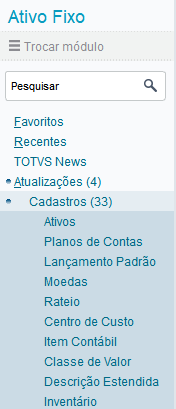 Ativo Fixo
Trocar módulo
Pesquisar
Favoritos
Recentes
TOTVS News
Atualizações (4)
Cadastros (33)
Ativos
Planos de Contas
Lançamento Padrão
Moedas
Rateio
Centro de Custo
Item Contábil
Classe de Valor
Descrição Estendida
Inventário